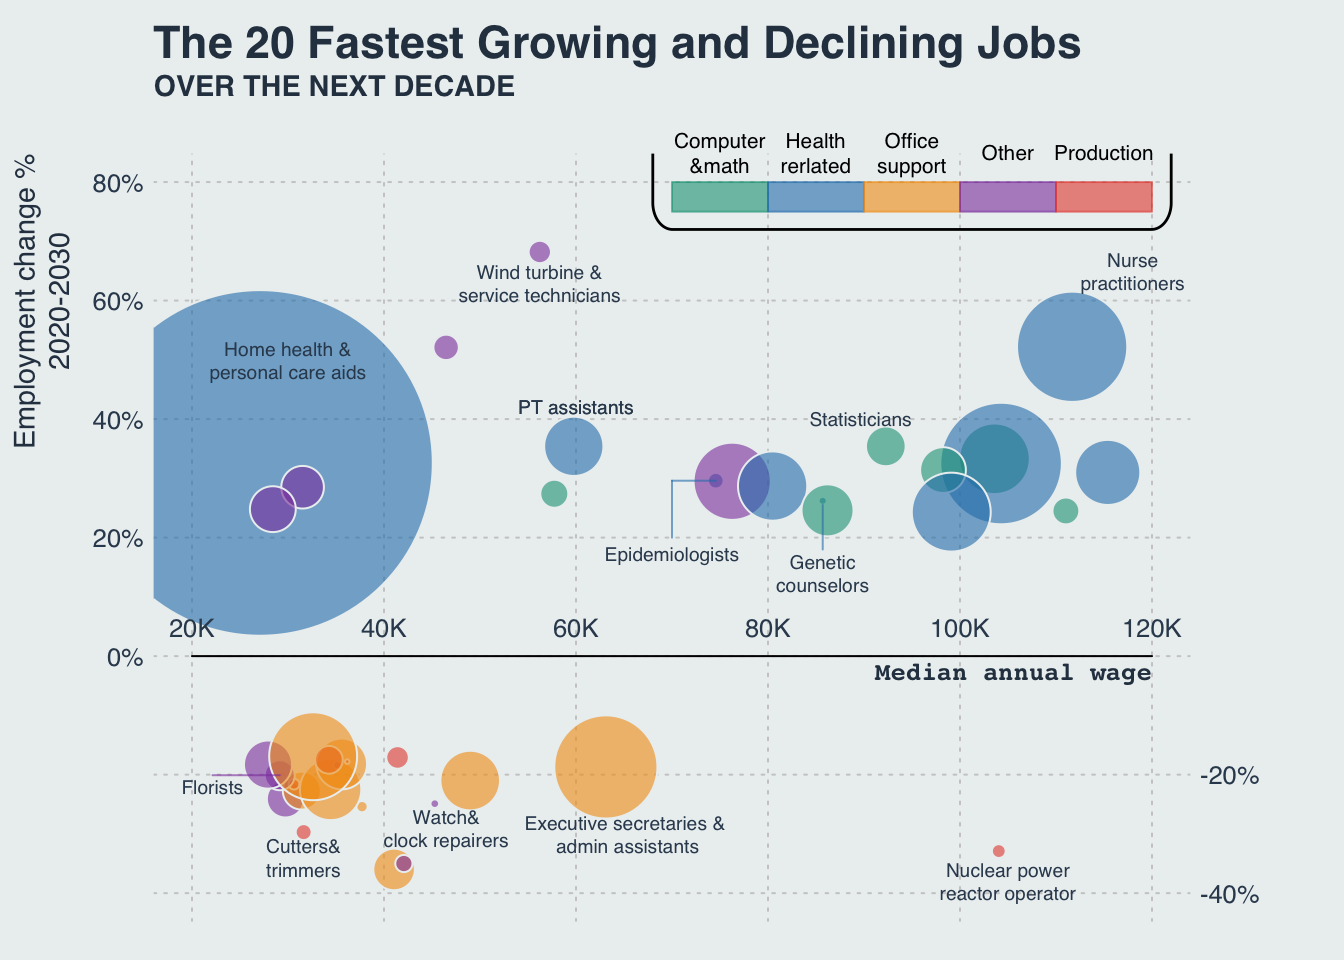 The 20 Fastest Growing and Declining Jobs
OVER THE NEXT DECADE
Employment change %
2020-2030
Computer
&math
Health
rerlated
Office
support
Other
Production
80%
60%
40%
20%
0%
-20%
-40%
Wind turbine &
service technicians
Nurse
practitioners
Home health &
personal care aids
PT assistants
Statisticians
Epidemiologists
Genetic
counselors
20K
40K
60K
80K
100K
120K
Median annual wage
Florists
Cutters&
trimmers
Watch&
clock repairers
Executive secretaries &
admin assistants
Nuclear power
reactor operator